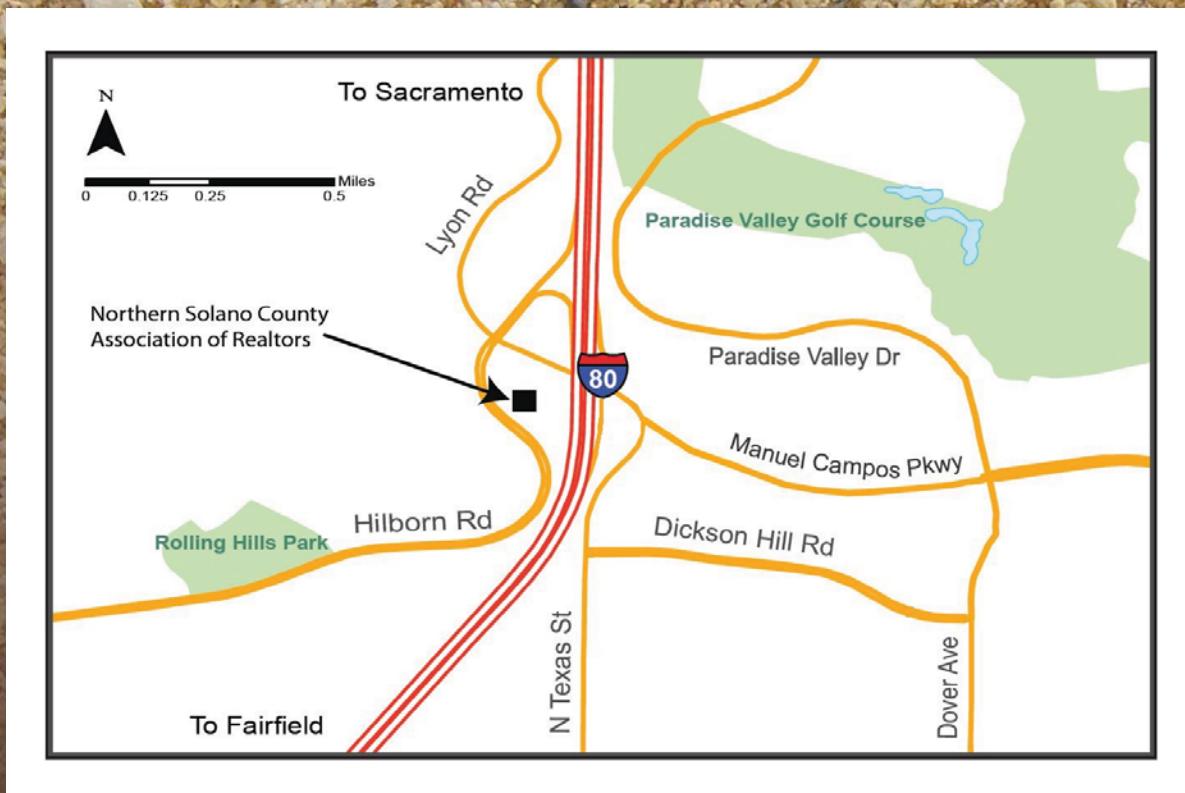 To Sacramento
N
Miles
0 0.125 0.25 0.5
Lyon Rd
Paradise Valley Golf Course
Northern Solano County
Association of Realtors
80
Paradise Valley Dr
Manuel Campos Pkwy
Hilborn Rd
Dickson Hill Rd
Rolling Hills Park
N Texas St
Dover Ave
To Fairfield